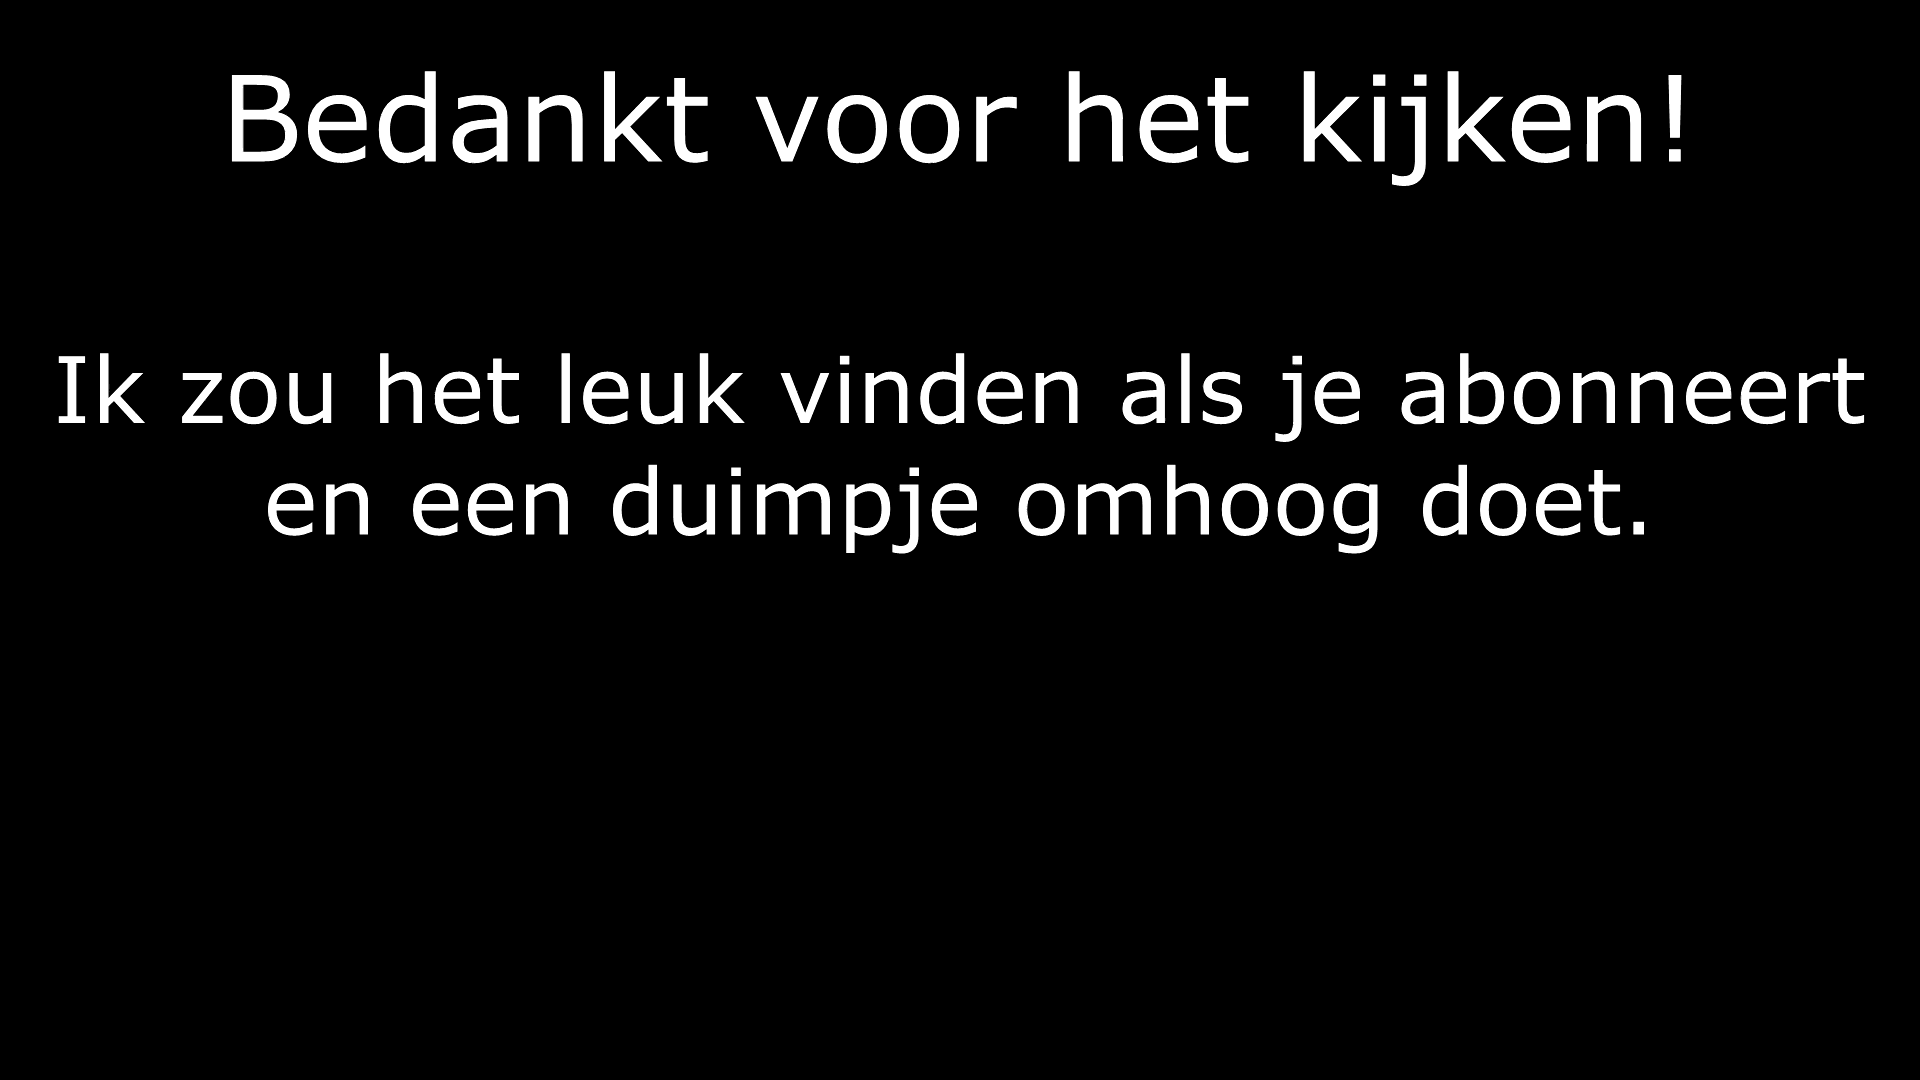 Bedankt voor het kijken!
Ik zou het leuk vinden als je abonneert
en een duimpje omhoog doet.